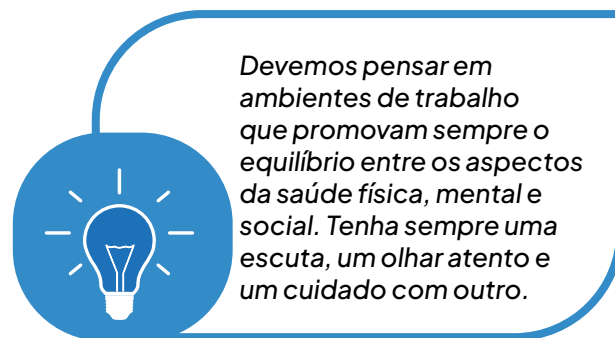 Devemos pensar em
ambientes de trabalho
que promovam sempre o
equilíbrio entre os aspectos
da saúde física, mental e
social. Tenha sempre uma
escuta, um olhar atento e
um cuidado com outro.